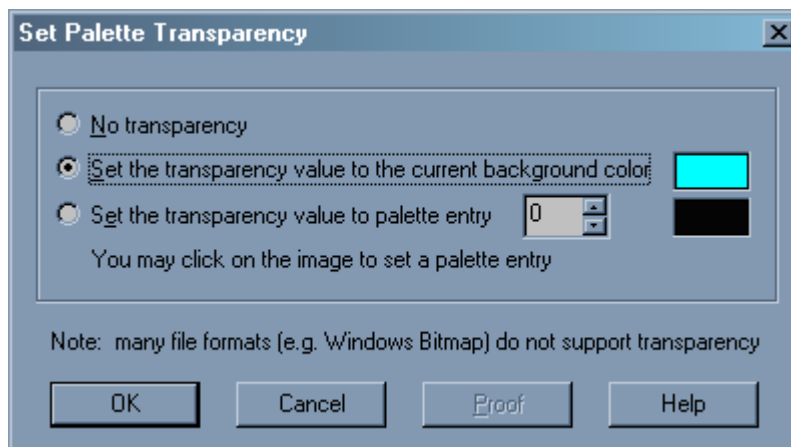 Set Palette Transparency
No transparency
Set the transparency value to the current background color
Set the transparency value to palette entry 0
You may click on the image to set a palette entry
Note: many file formats (e.g. Windows Bitmap) do not support transparency
OK Cancel Proof Help